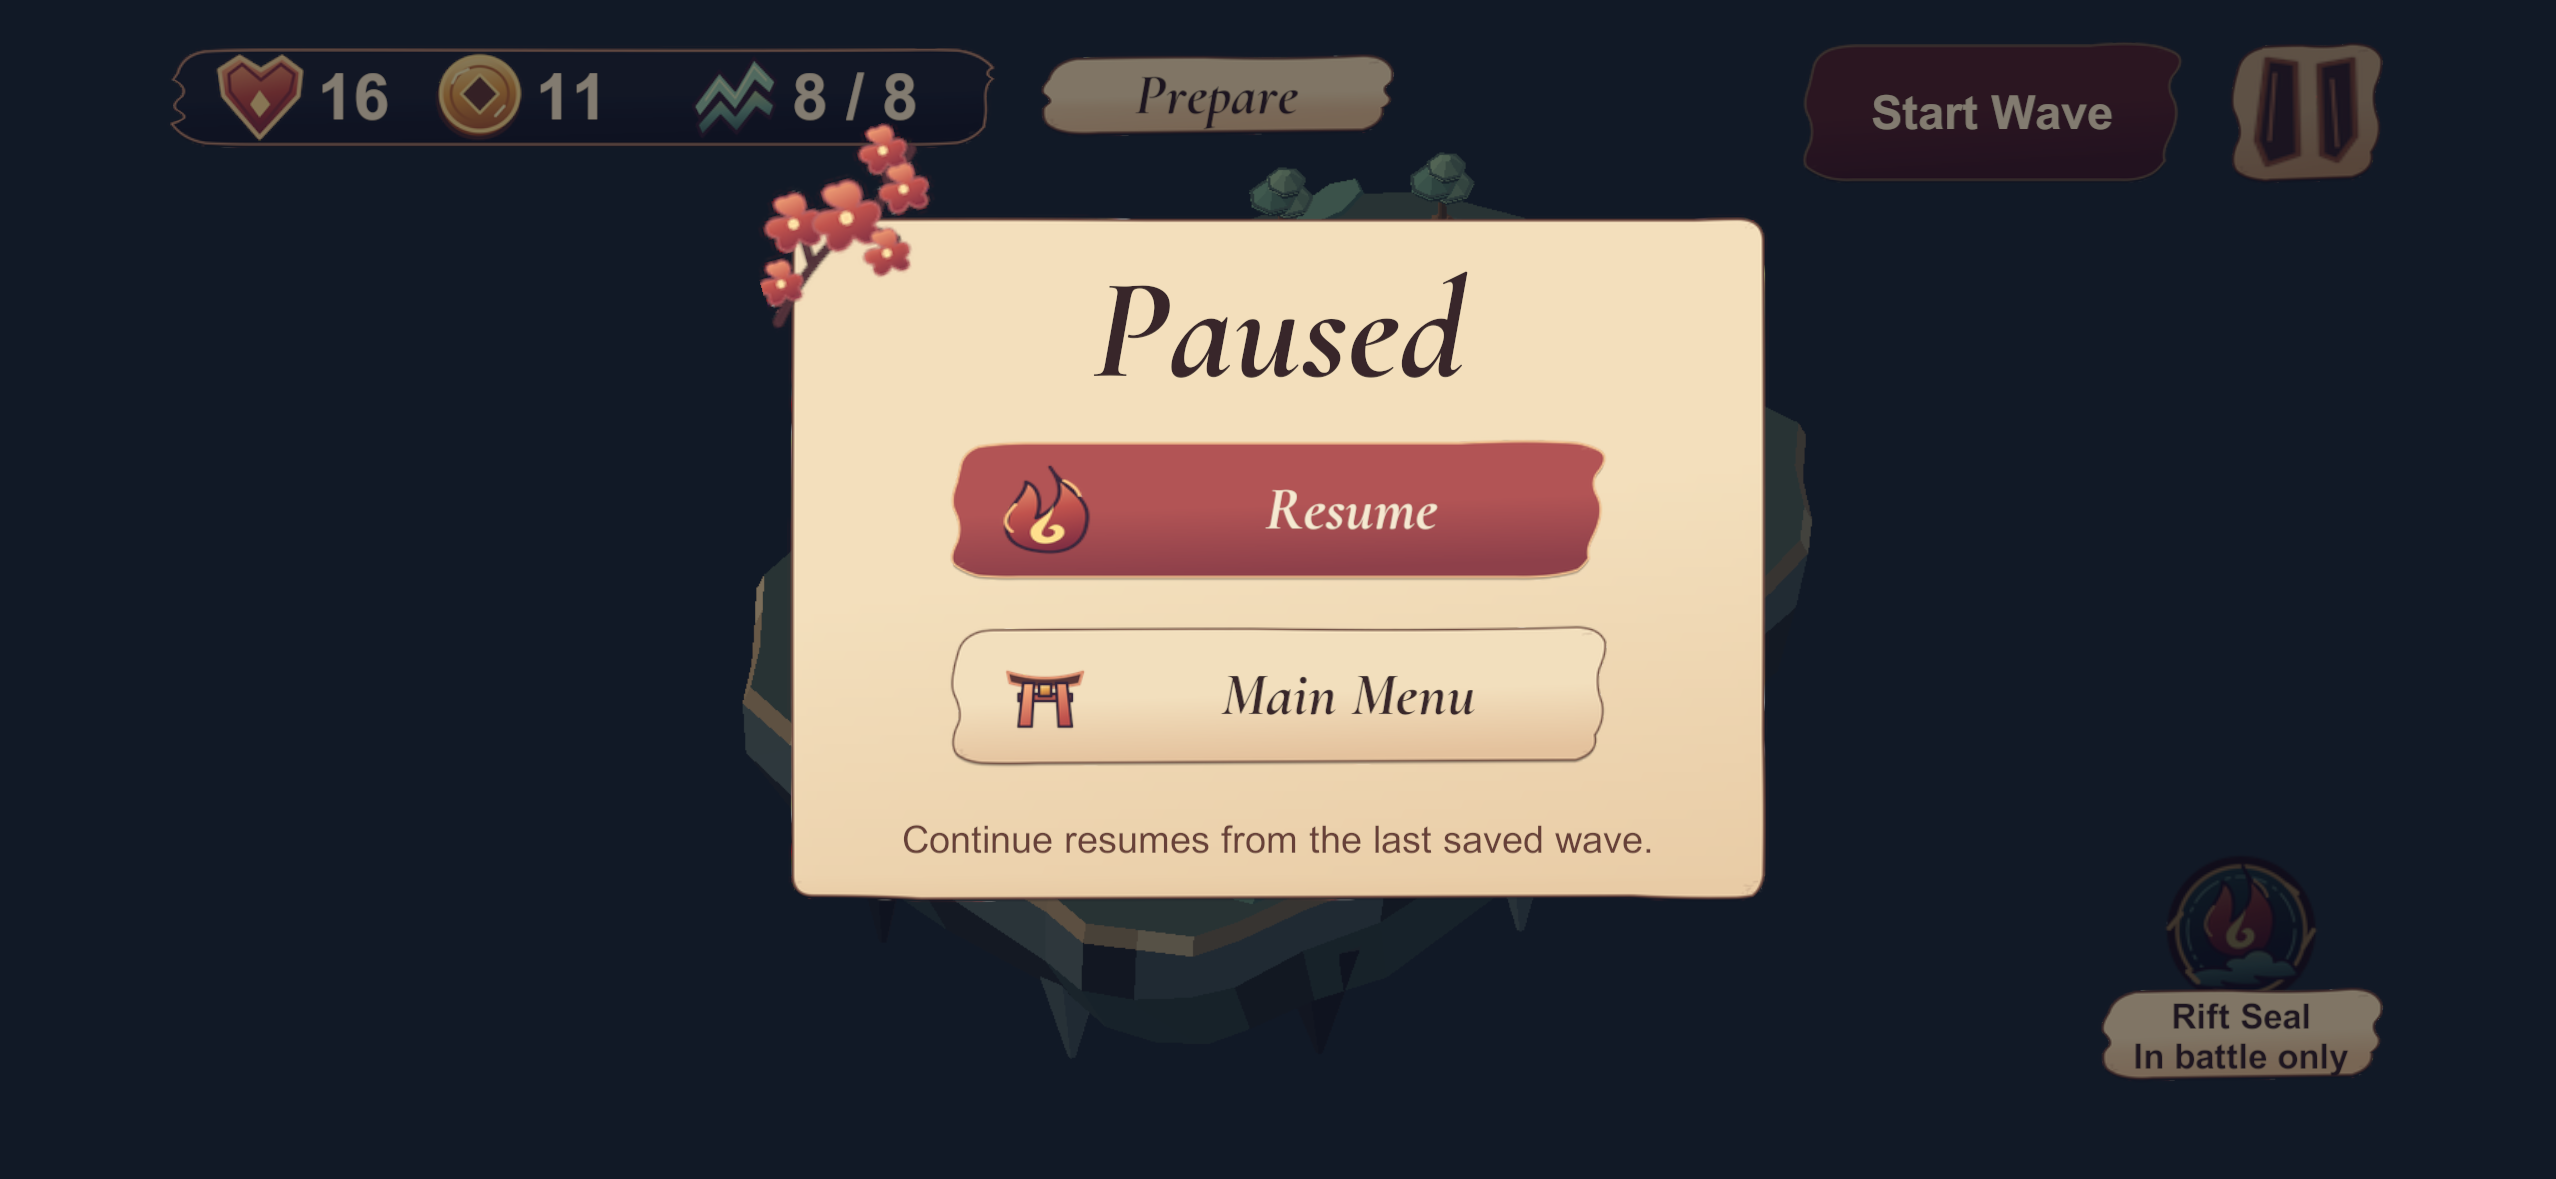 16 11 8 / 8 Prepare
Start Wave
Paused
Resume
Main Menu
Continue resumes from the last saved wave.
Rift Seal
In battle only